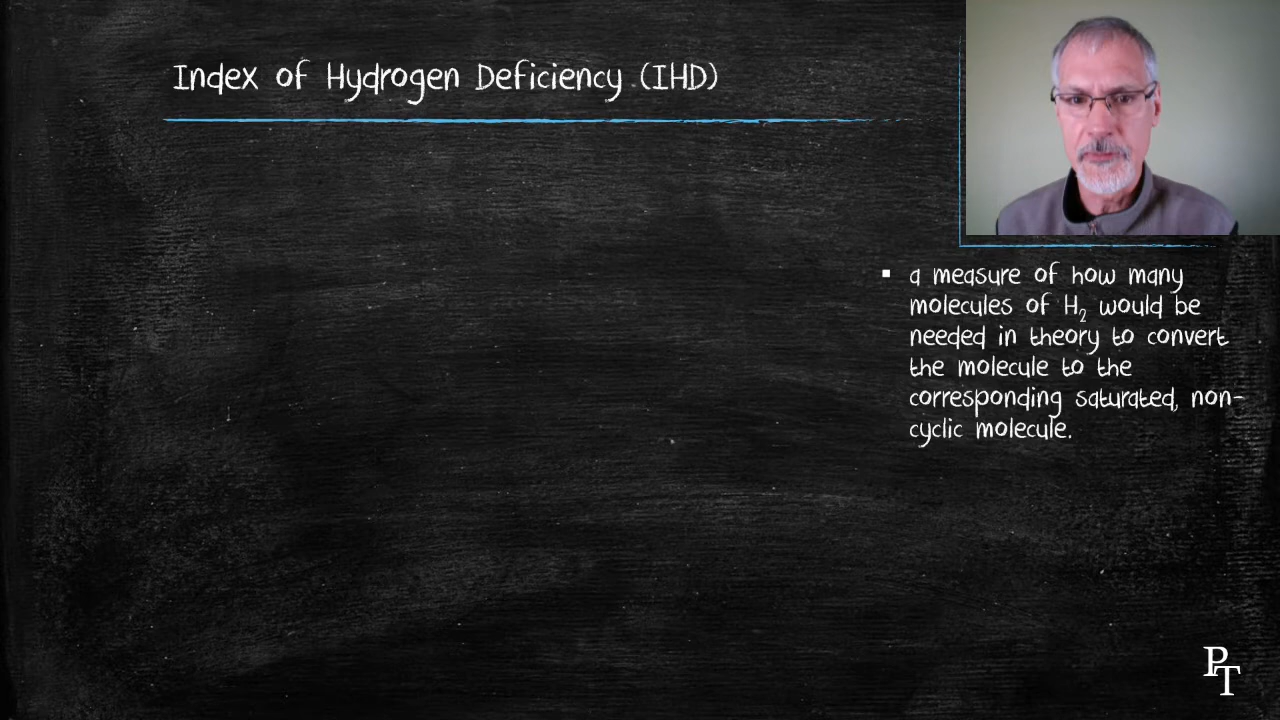 Index of Hydrogen Deficiency (IHD)
▪ a measure of how many
molecules of H₂ would be
needed in theory to convert
the molecule to the
corresponding saturated, non-
cyclic molecule.
PT